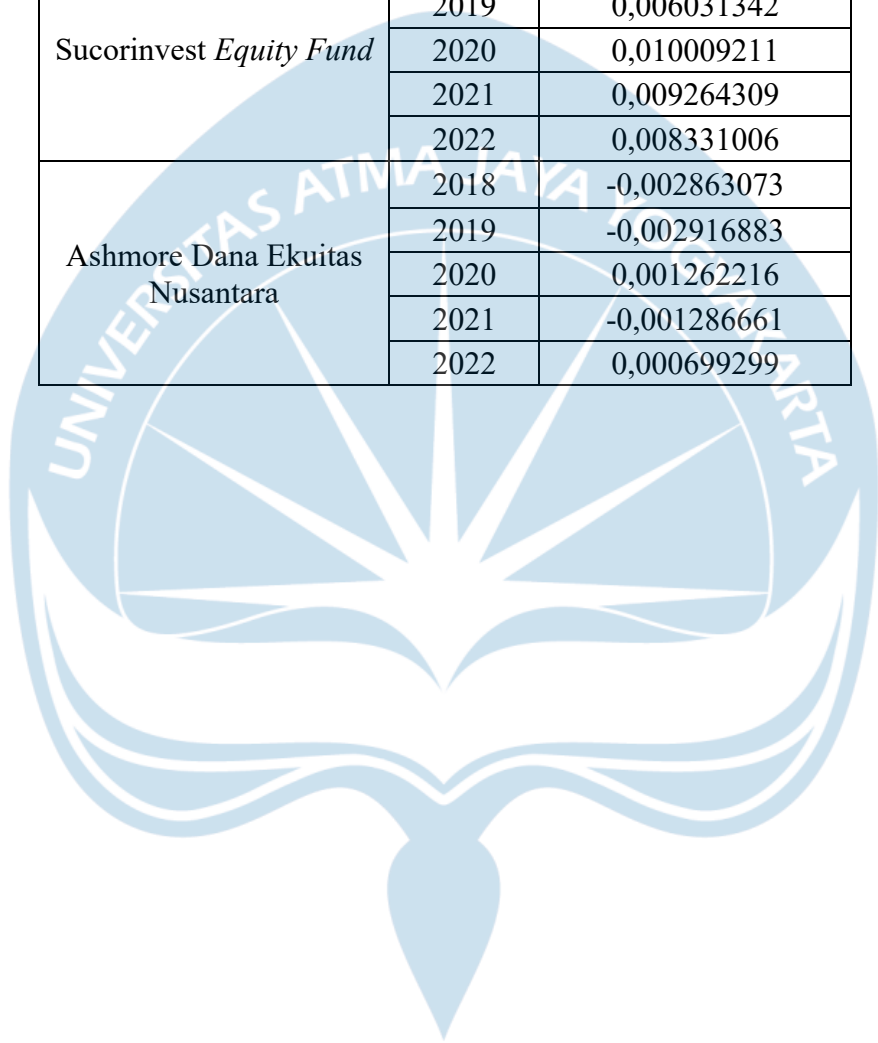 2019 0,006031342
Sucorinvest Equity Fund 2020 0,010009211
2021 0,009264309
2022 0,008331006
2018 -0,002863073
2019 -0,002916883
Ashmore Dana Ekuitas
Nusantara
2020 0,001262216
2021 -0,001286661
2022 0,000699299
UNIVERSITAS ATMA JAYA YOGYAKARTA